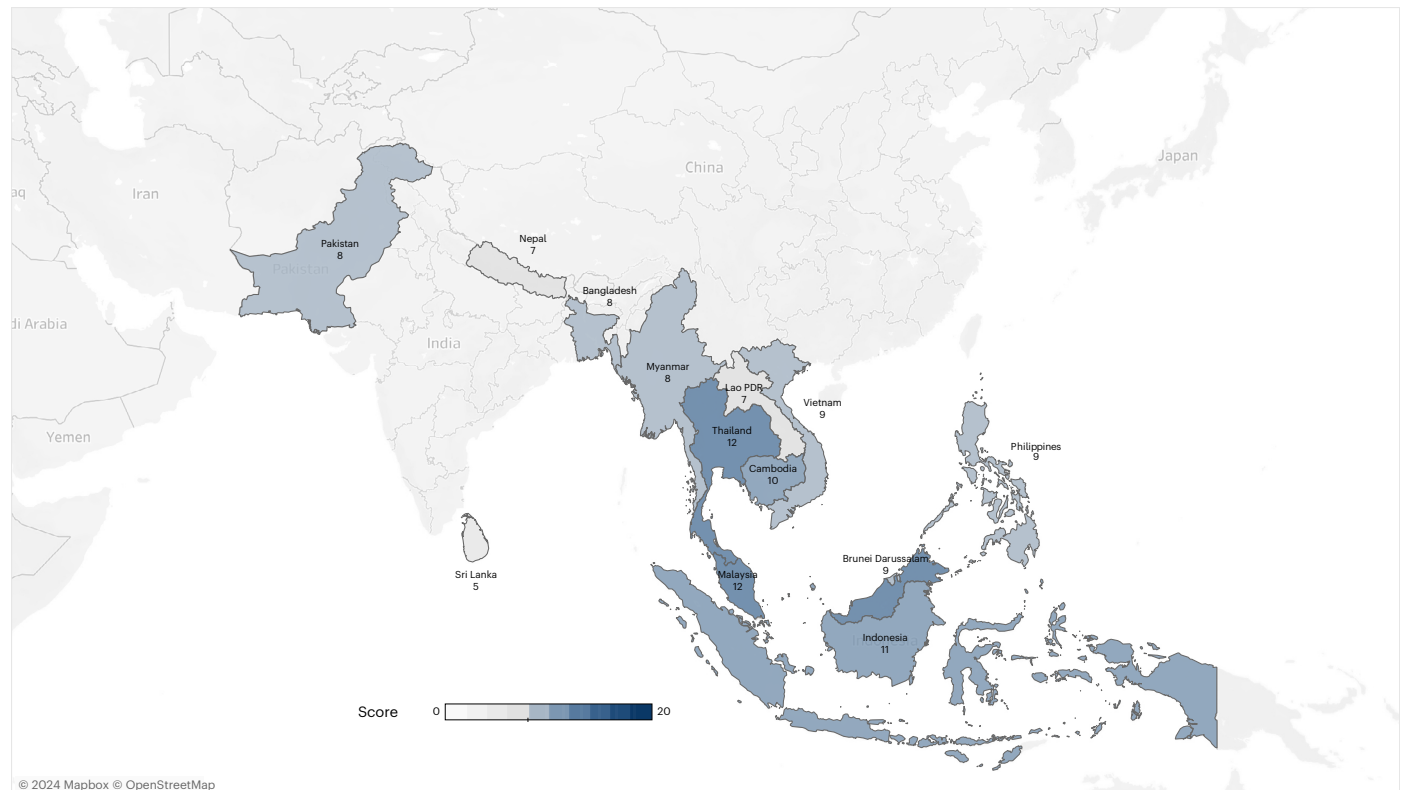 China
Japan
Iran
aq
Pakistan
8
Pakistan
Nepal
7
Bangladesh
8
di Arabia
India
Myanmar
8
Lao PDR
7
Vietnam
9
Yemen
Thailand
12
Philippines
9
Cambodia
10
Brunei Darussalam
9
Sri Lanka
5
Malaysia
12
Indonesia
11
Score
0
20
© 2024 Mapbox © OpenStreetMap